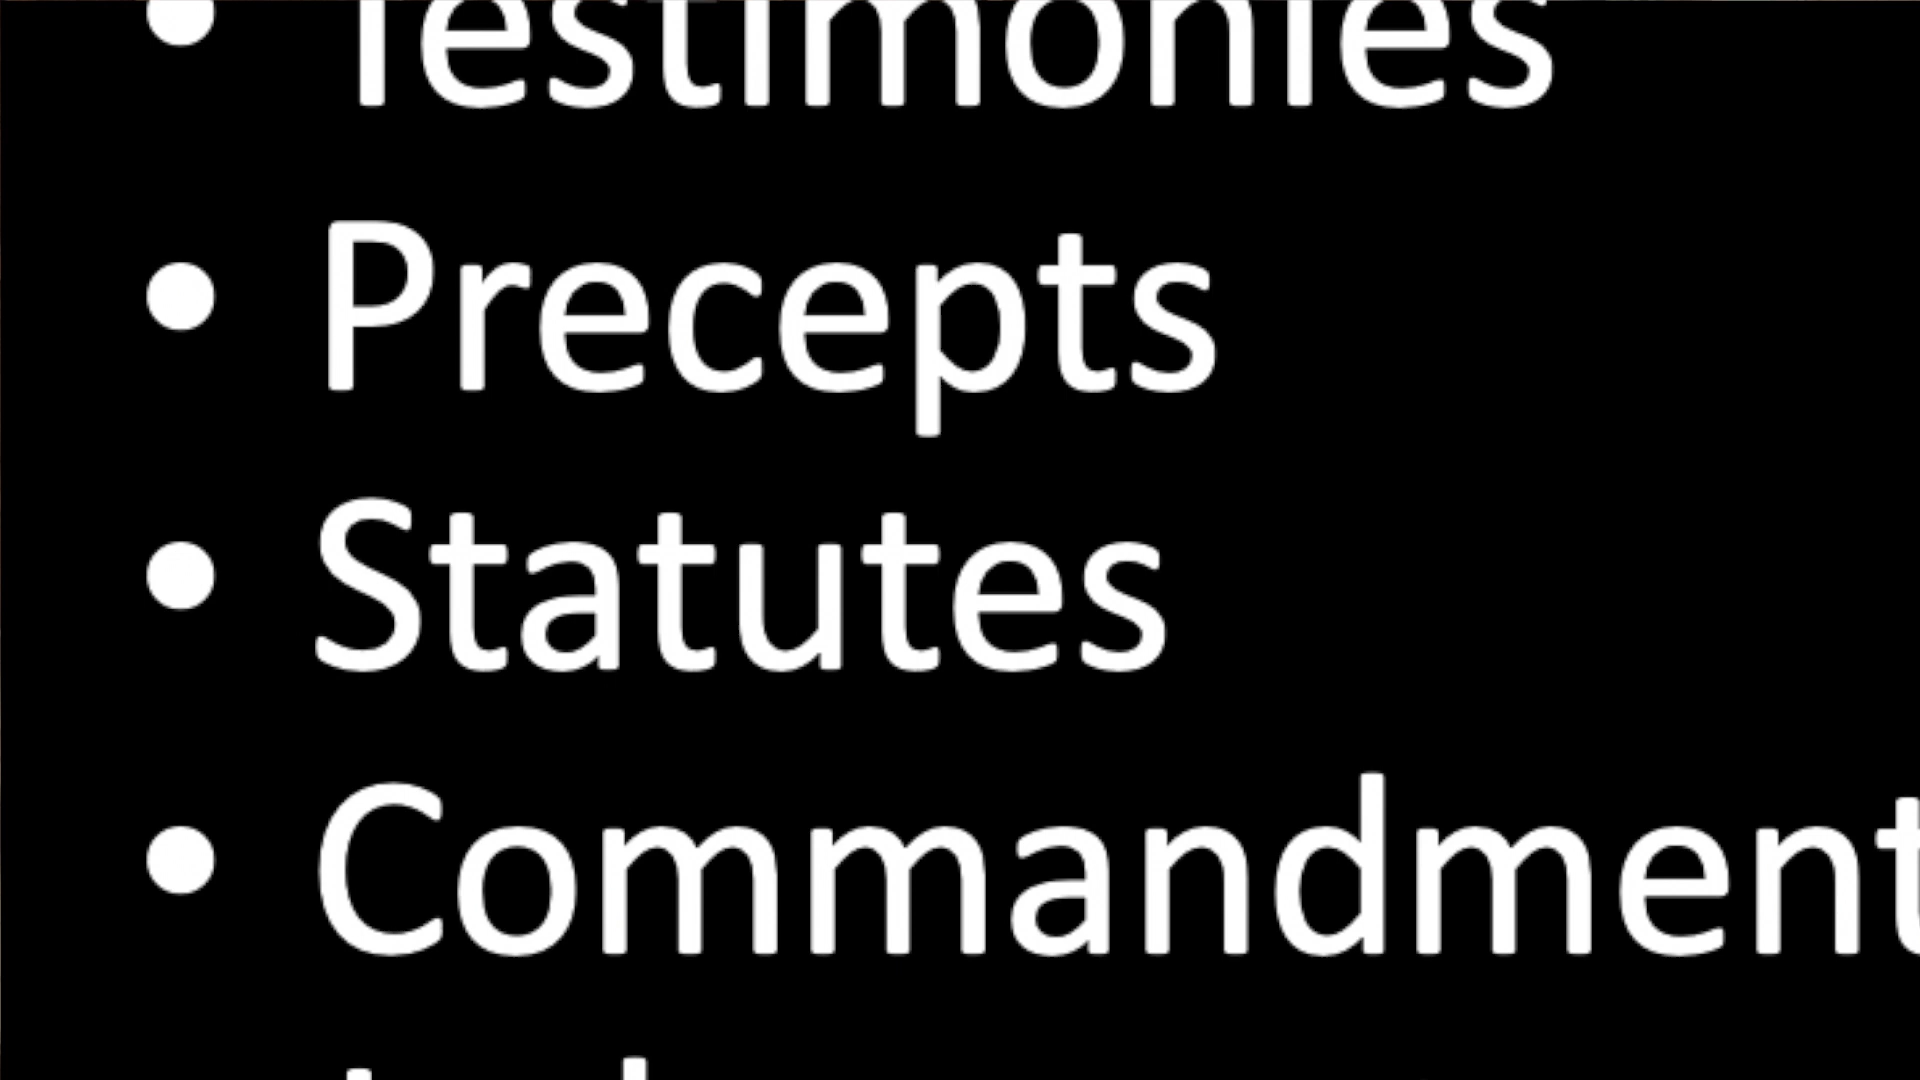 • Testimonies
• Precepts
• Statutes
• Commandment